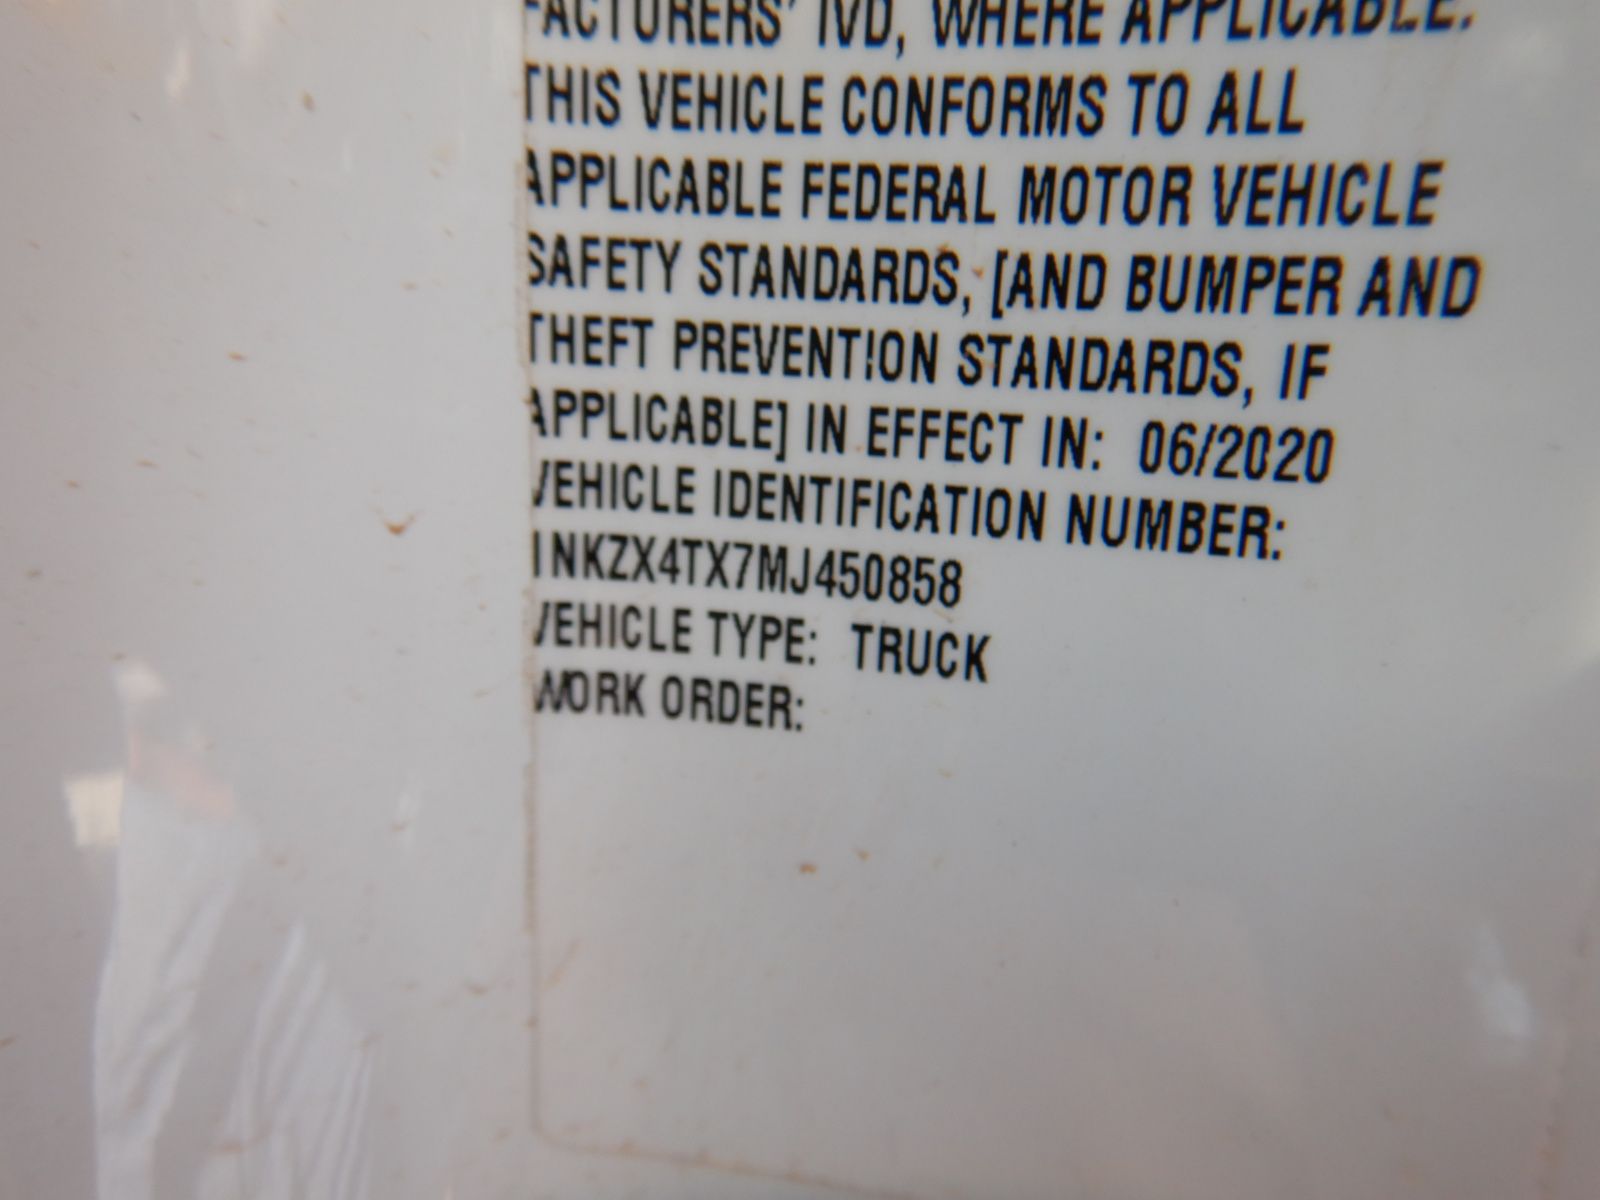 FACTURERS' IVD, WHERE APPLICABLE.
THIS VEHICLE CONFORMS TO ALL
APPLICABLE FEDERAL MOTOR VEHICLE
SAFETY STANDARDS, [AND BUMPER AND
THEFT PREVENTION STANDARDS, IF
APPLICABLE] IN EFFECT IN: 06/2020
VEHICLE IDENTIFICATION NUMBER:
1NKZX4TX7MJ450858
VEHICLE TYPE: TRUCK
WORK ORDER: